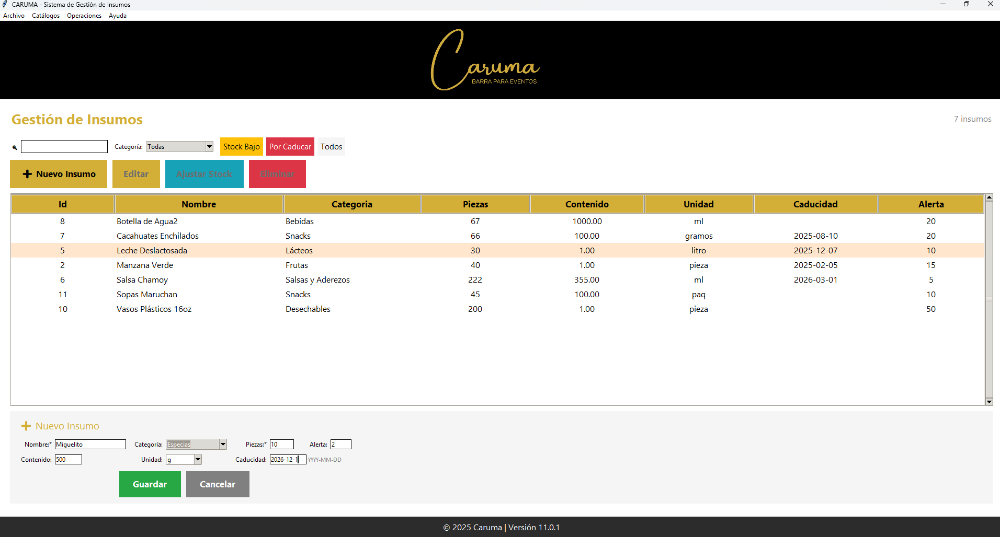 CARUMA - Sistema de Gestión de Insumos
Archivo Catálogos Operaciones Ayuda
Caruma
BARRA PARA EVENTOS
Gestión de Insumos 7 insumos
Categoría: Todas Stock Bajo Por Caducar Todos
Nuevo Insumo Editar Ajustar Stock Eliminar
Id Nombre Categoria Piezas Contenido Unidad Caducidad Alerta
8 Botella de Agua2 Bebidas 67 1000.00 ml 20
7 Cacahuates Enchilados Snacks 66 100.00 gramos 2025-08-10 20
5 Leche Deslactosada Lácteos 30 1.00 litro 2025-12-07 10
2 Manzana Verde Frutas 40 1.00 pieza 2025-02-05 15
6 Salsa Chamoy Salsas y Aderezos 222 355.00 ml 2026-03-01 5
11 Sopas Maruchan Snacks 45 100.00 paq 10
10 Vasos Plásticos 16oz Desechables 200 1.00 pieza 50
Nuevo Insumo
Nombre:* Miguelito Categoría: Especias Piezas:* 10 Alerta: 2
Contenido: 500 Unidad: g Caducidad: 2026-12-1 YYYY-MM-DD
Guardar Cancelar
© 2025 Caruma | Versión 11.0.1